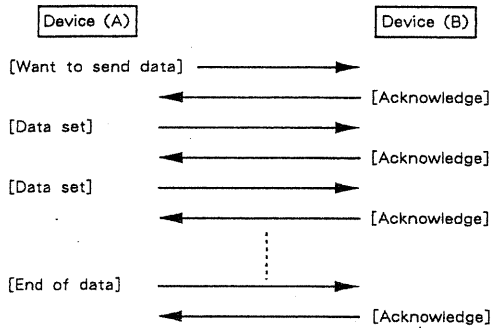 Device (A)
Device (B)
[Want to send data]
[Acknowledge]
[Data set]
[Acknowledge]
[Data set]
[Acknowledge]
[End of data]
[Acknowledge]